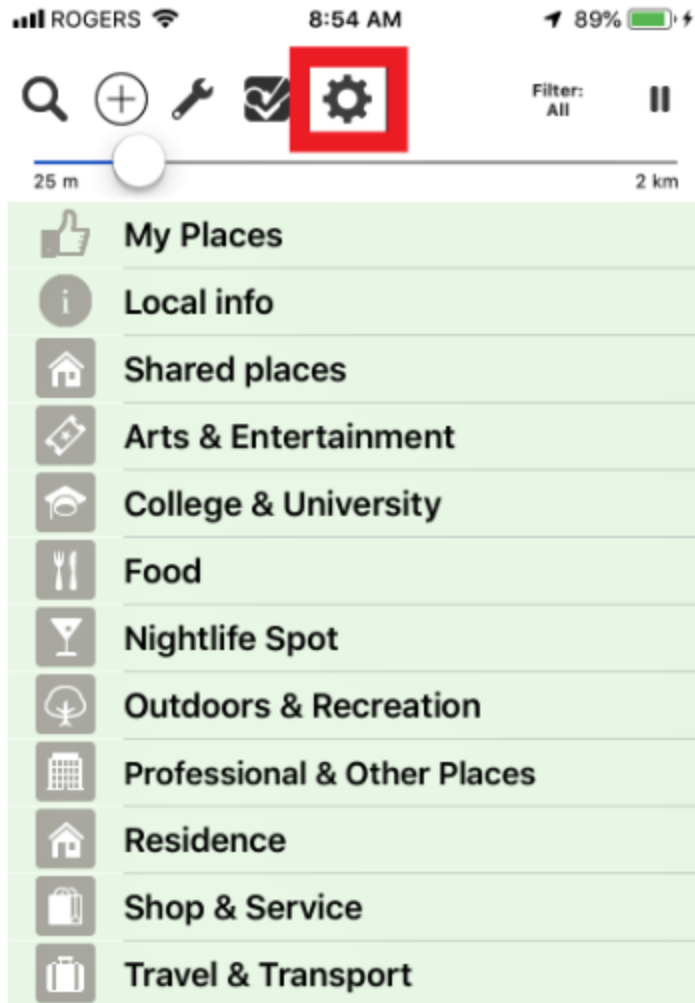 ROGERS 8:54 AM 89%
Filter:
All
25 m 2 km
My Places
Local info
Shared places
Arts & Entertainment
College & University
Food
Nightlife Spot
Outdoors & Recreation
Professional & Other Places
Residence
Shop & Service
Travel & Transport